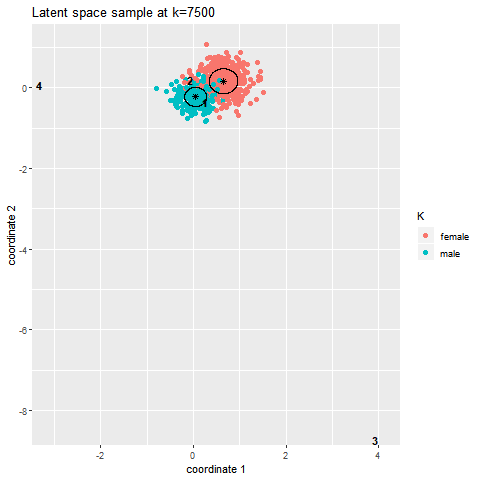 Latent space sample at k=7500
4
2
1
3
0
-2
-4
-6
-8
-2
0
2
4
coordinate 1
coordinate 2
K
female
male